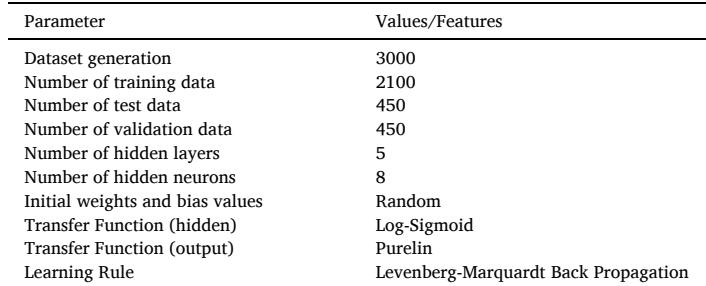 Parameter Values/Features
Dataset generation 3000
Number of training data 2100
Number of test data 450
Number of validation data 450
Number of hidden layers 5
Number of hidden neurons 8
Initial weights and bias values Random
Transfer Function (hidden) Log-Sigmoid
Transfer Function (output) Purelin
Learning Rule Levenberg-Marquardt Back Propagation